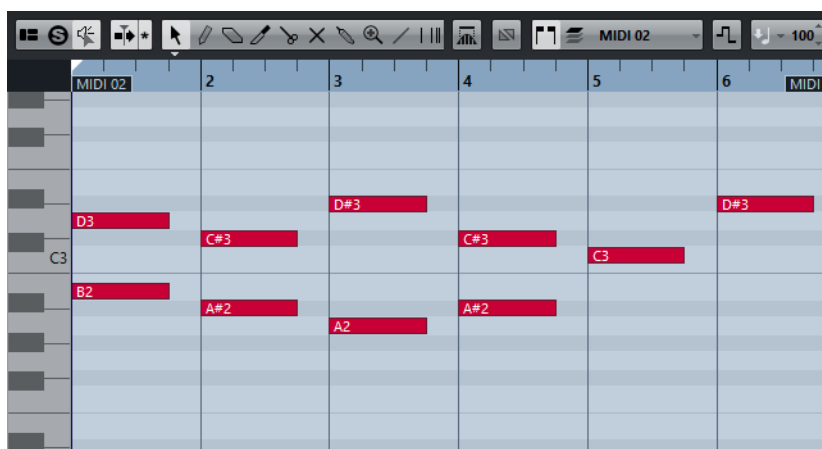 MIDI 02 100
MIDI 02 2 3 4 5 6 MIDI
D#3 D#3
D3
C#3 C#3
C3 C3
B2
A#2 A#2
A2